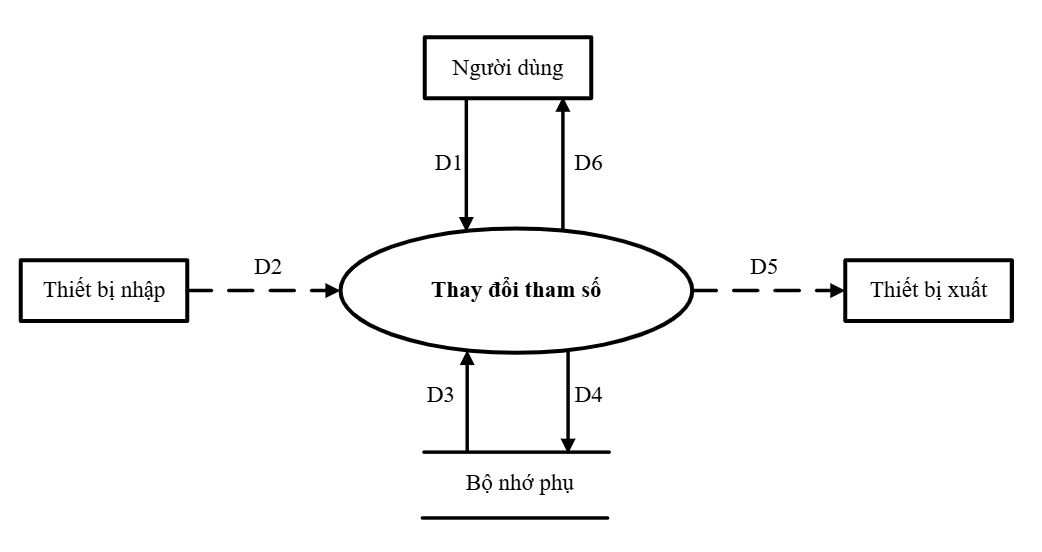 Người dùng
D1
D6
D2
D5
Thiết bị nhập
Thay đổi tham số
Thiết bị xuất
D3
D4
Bộ nhớ phụ